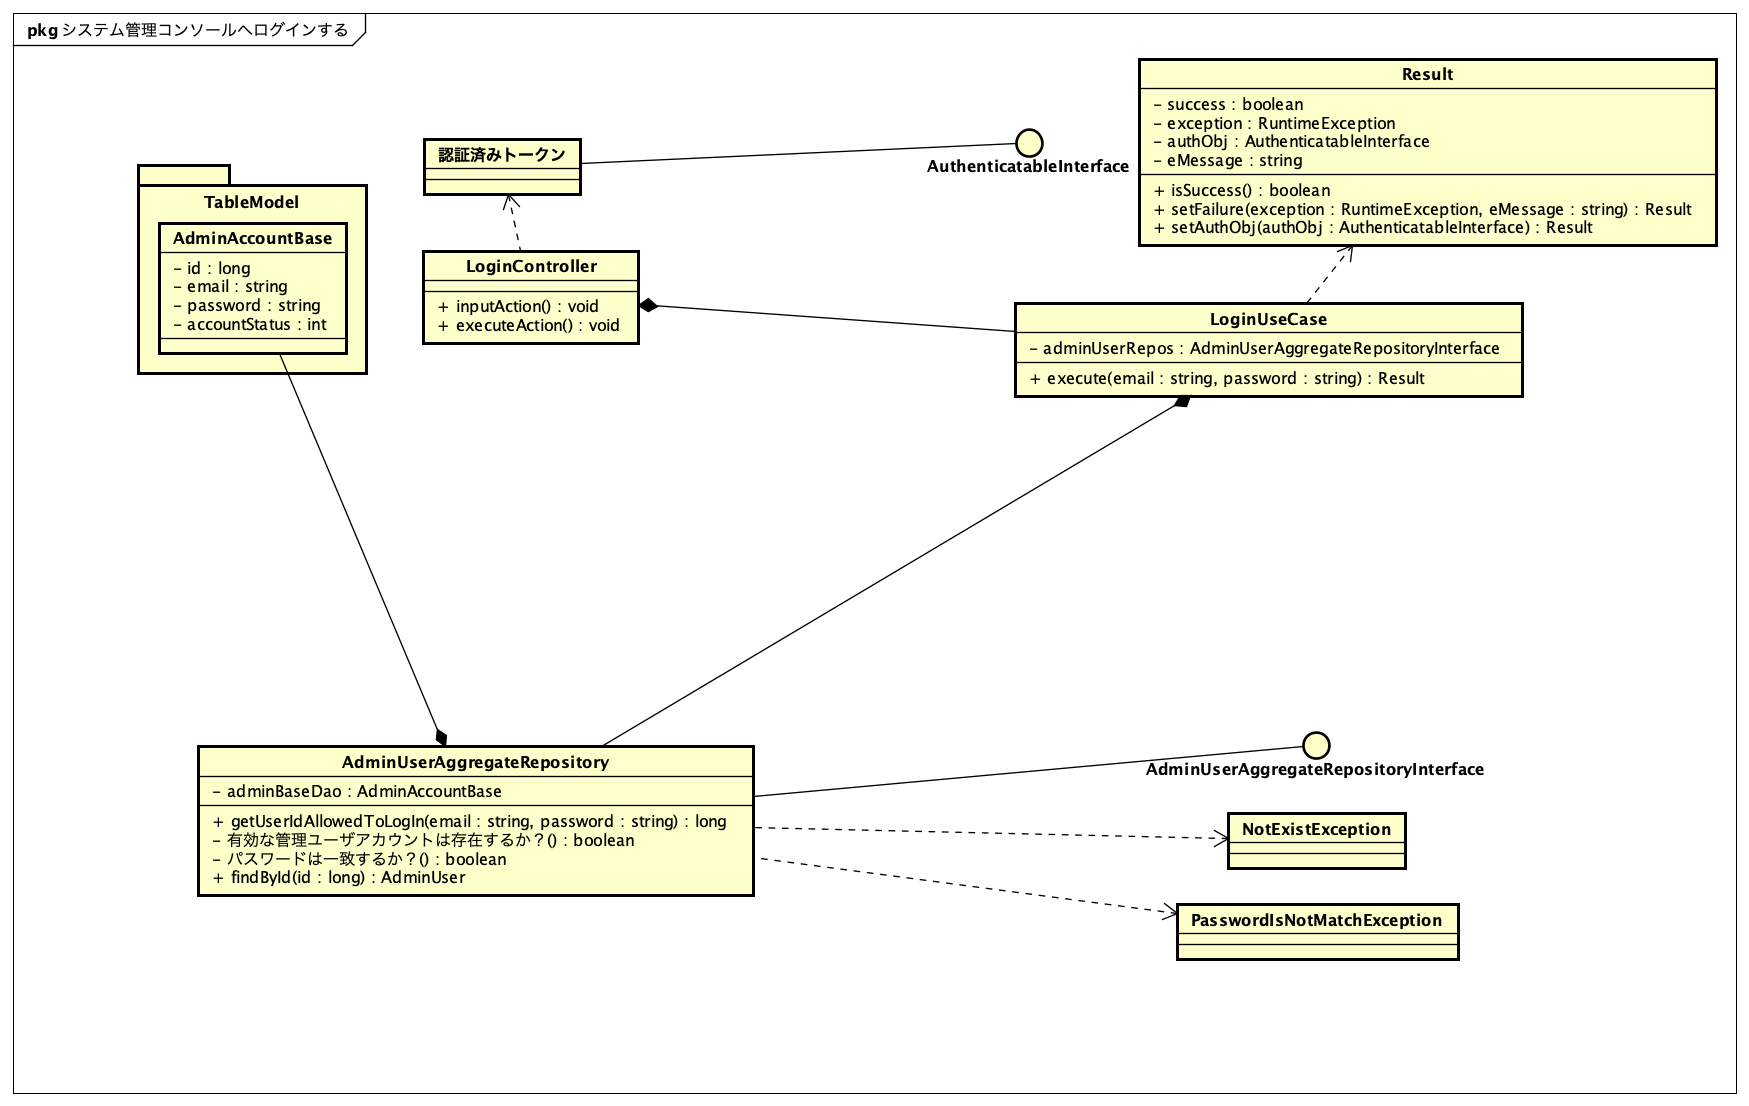 pkg システム管理コンソールへログインする
Result
- success : boolean
- exception : RuntimeException
- authObj : AuthenticatableInterface
- eMessage : string
+ isSuccess() : boolean
+ setFailure(exception : RuntimeException, eMessage : string) : Result
+ setAuthObj(authObj : AuthenticatableInterface) : Result
認証済みトークン
AuthenticatableInterface
TableModel
AdminAccountBase
- id : long
- email : string
- password : string
- accountStatus : int
LoginController
+ inputAction() : void
+ executeAction() : void
LoginUseCase
- adminUserRepos : AdminUserAggregateRepositoryInterface
+ execute(email : string, password : string) : Result
AdminUserAggregateRepository
- adminBaseDao : AdminAccountBase
+ getUserIdAllowedToLogIn(email : string, password : string) : long
- 有効な管理ユーザアカウントは存在するか？() : boolean
- パスワードは一致するか？() : boolean
+ findById(id : long) : AdminUser
AdminUserAggregateRepositoryInterface
NotExistException
PasswordIsNotMatchException